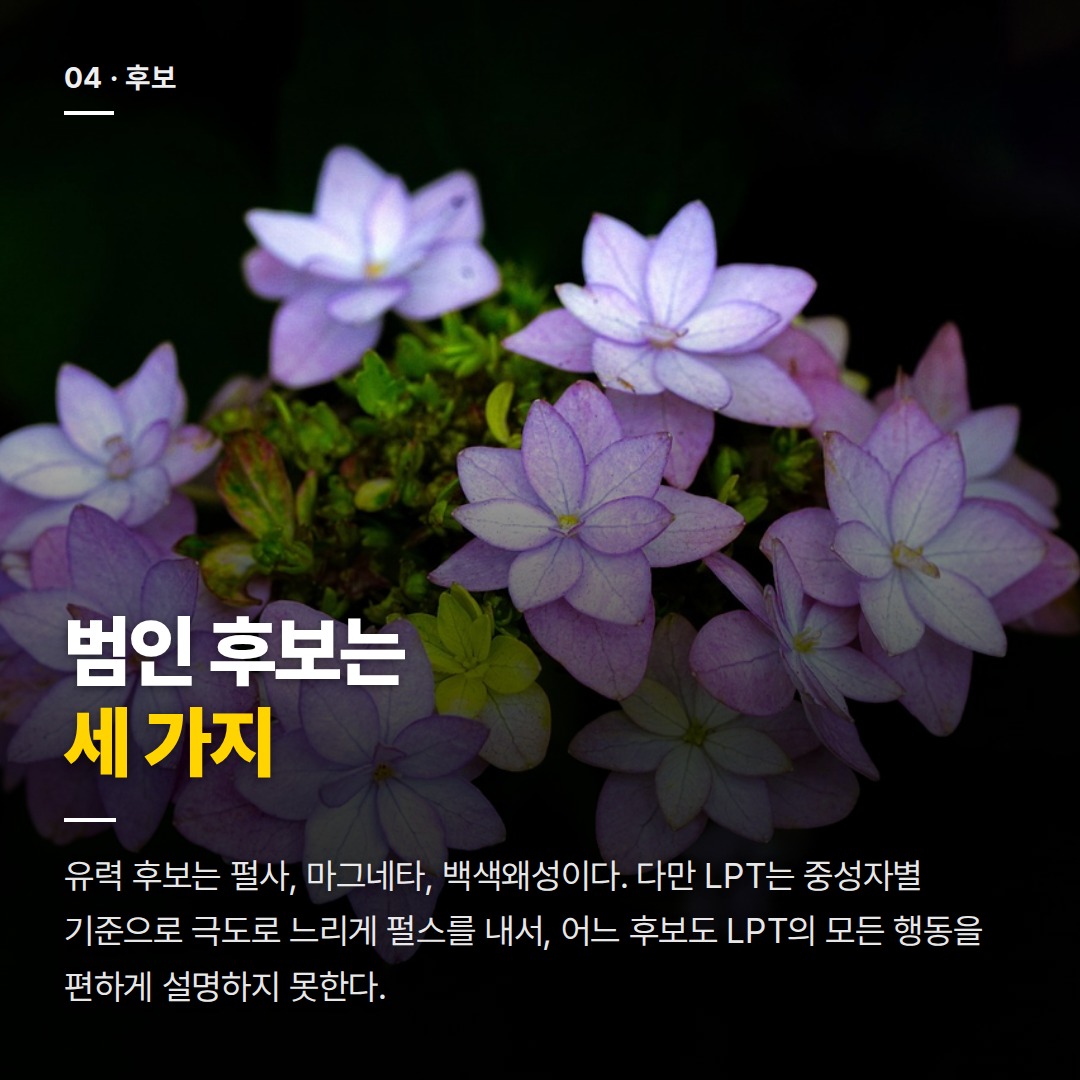 04 · 후보
범인 후보는
세 가지
유력 후보는 펄사, 마그네타, 백색왜성이다. 다만 LPT는 중성자별
기준으로 극도로 느리게 펄스를 내서, 어느 후보도 LPT의 모든 행동을
편하게 설명하지 못한다.